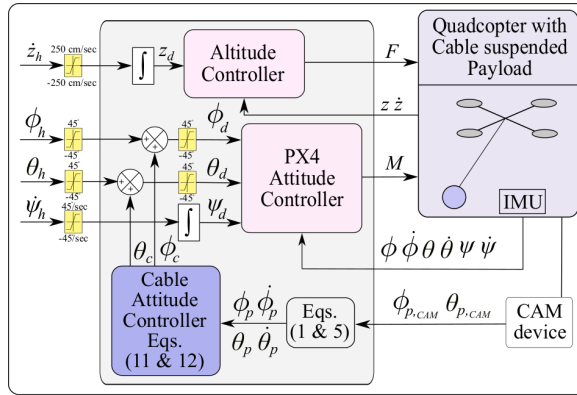 Quadcopter with
Cable suspended
Payload
IMU
ż_h
250 cm/sec
-250 cm/sec
∫
z_d
Altitude
Controller
F
z ż
ϕ_h
45
-45
ϕ_d
45
-45
θ_h
45
-45
θ_d
45
-45
ψ̇_h
45/sec
-45/sec
∫
ψ_d
PX4
Attitude
Controller
M
θ_c ϕ_c
ϕ ϕ̇ θ θ̇ ψ ψ̇
Cable
Attitude
Controller
Eqs.
(11 & 12)
ϕ_p ϕ̇_p
θ_p θ̇_p
Eqs.
(1 & 5)
ϕ_p,CAM θ_p,CAM
CAM
device